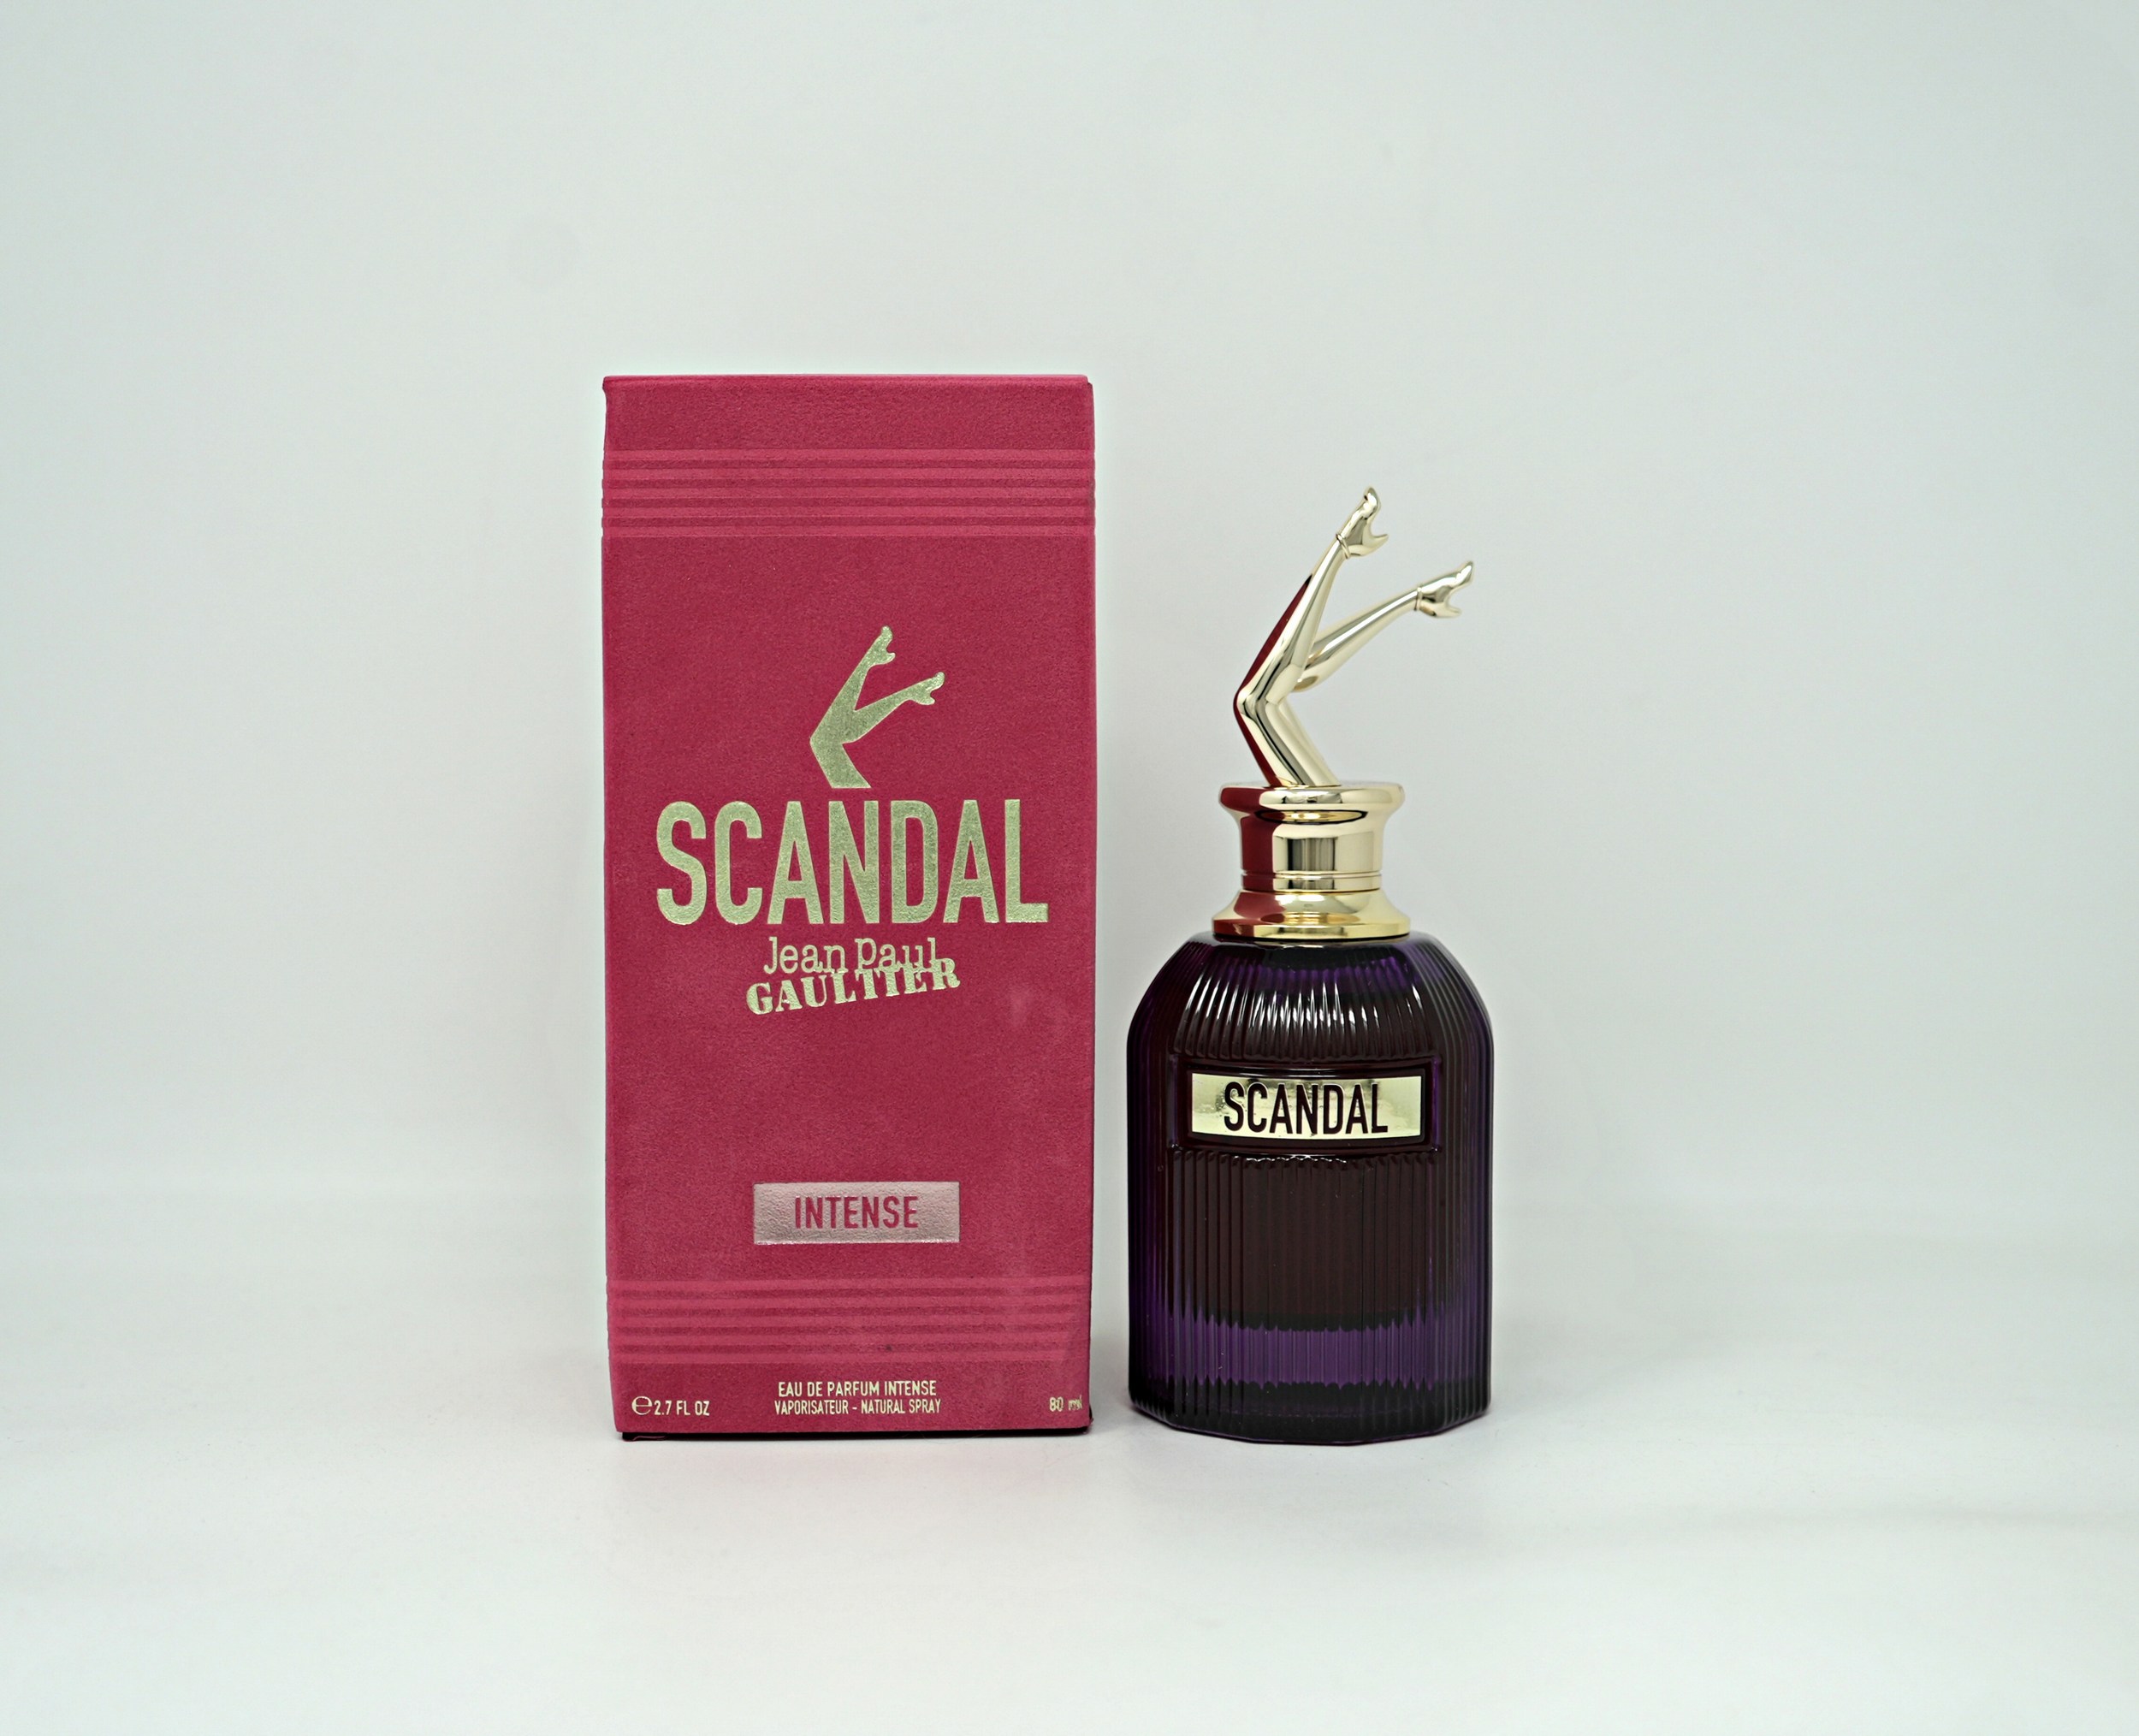 SCANDAL
Jean Paul
GAULTIER
INTENSE
EAU DE PARFUM INTENSE
VAPORISATEUR - NATURAL SPRAY
℮ 2.7 FL OZ
80 ml
SCANDAL